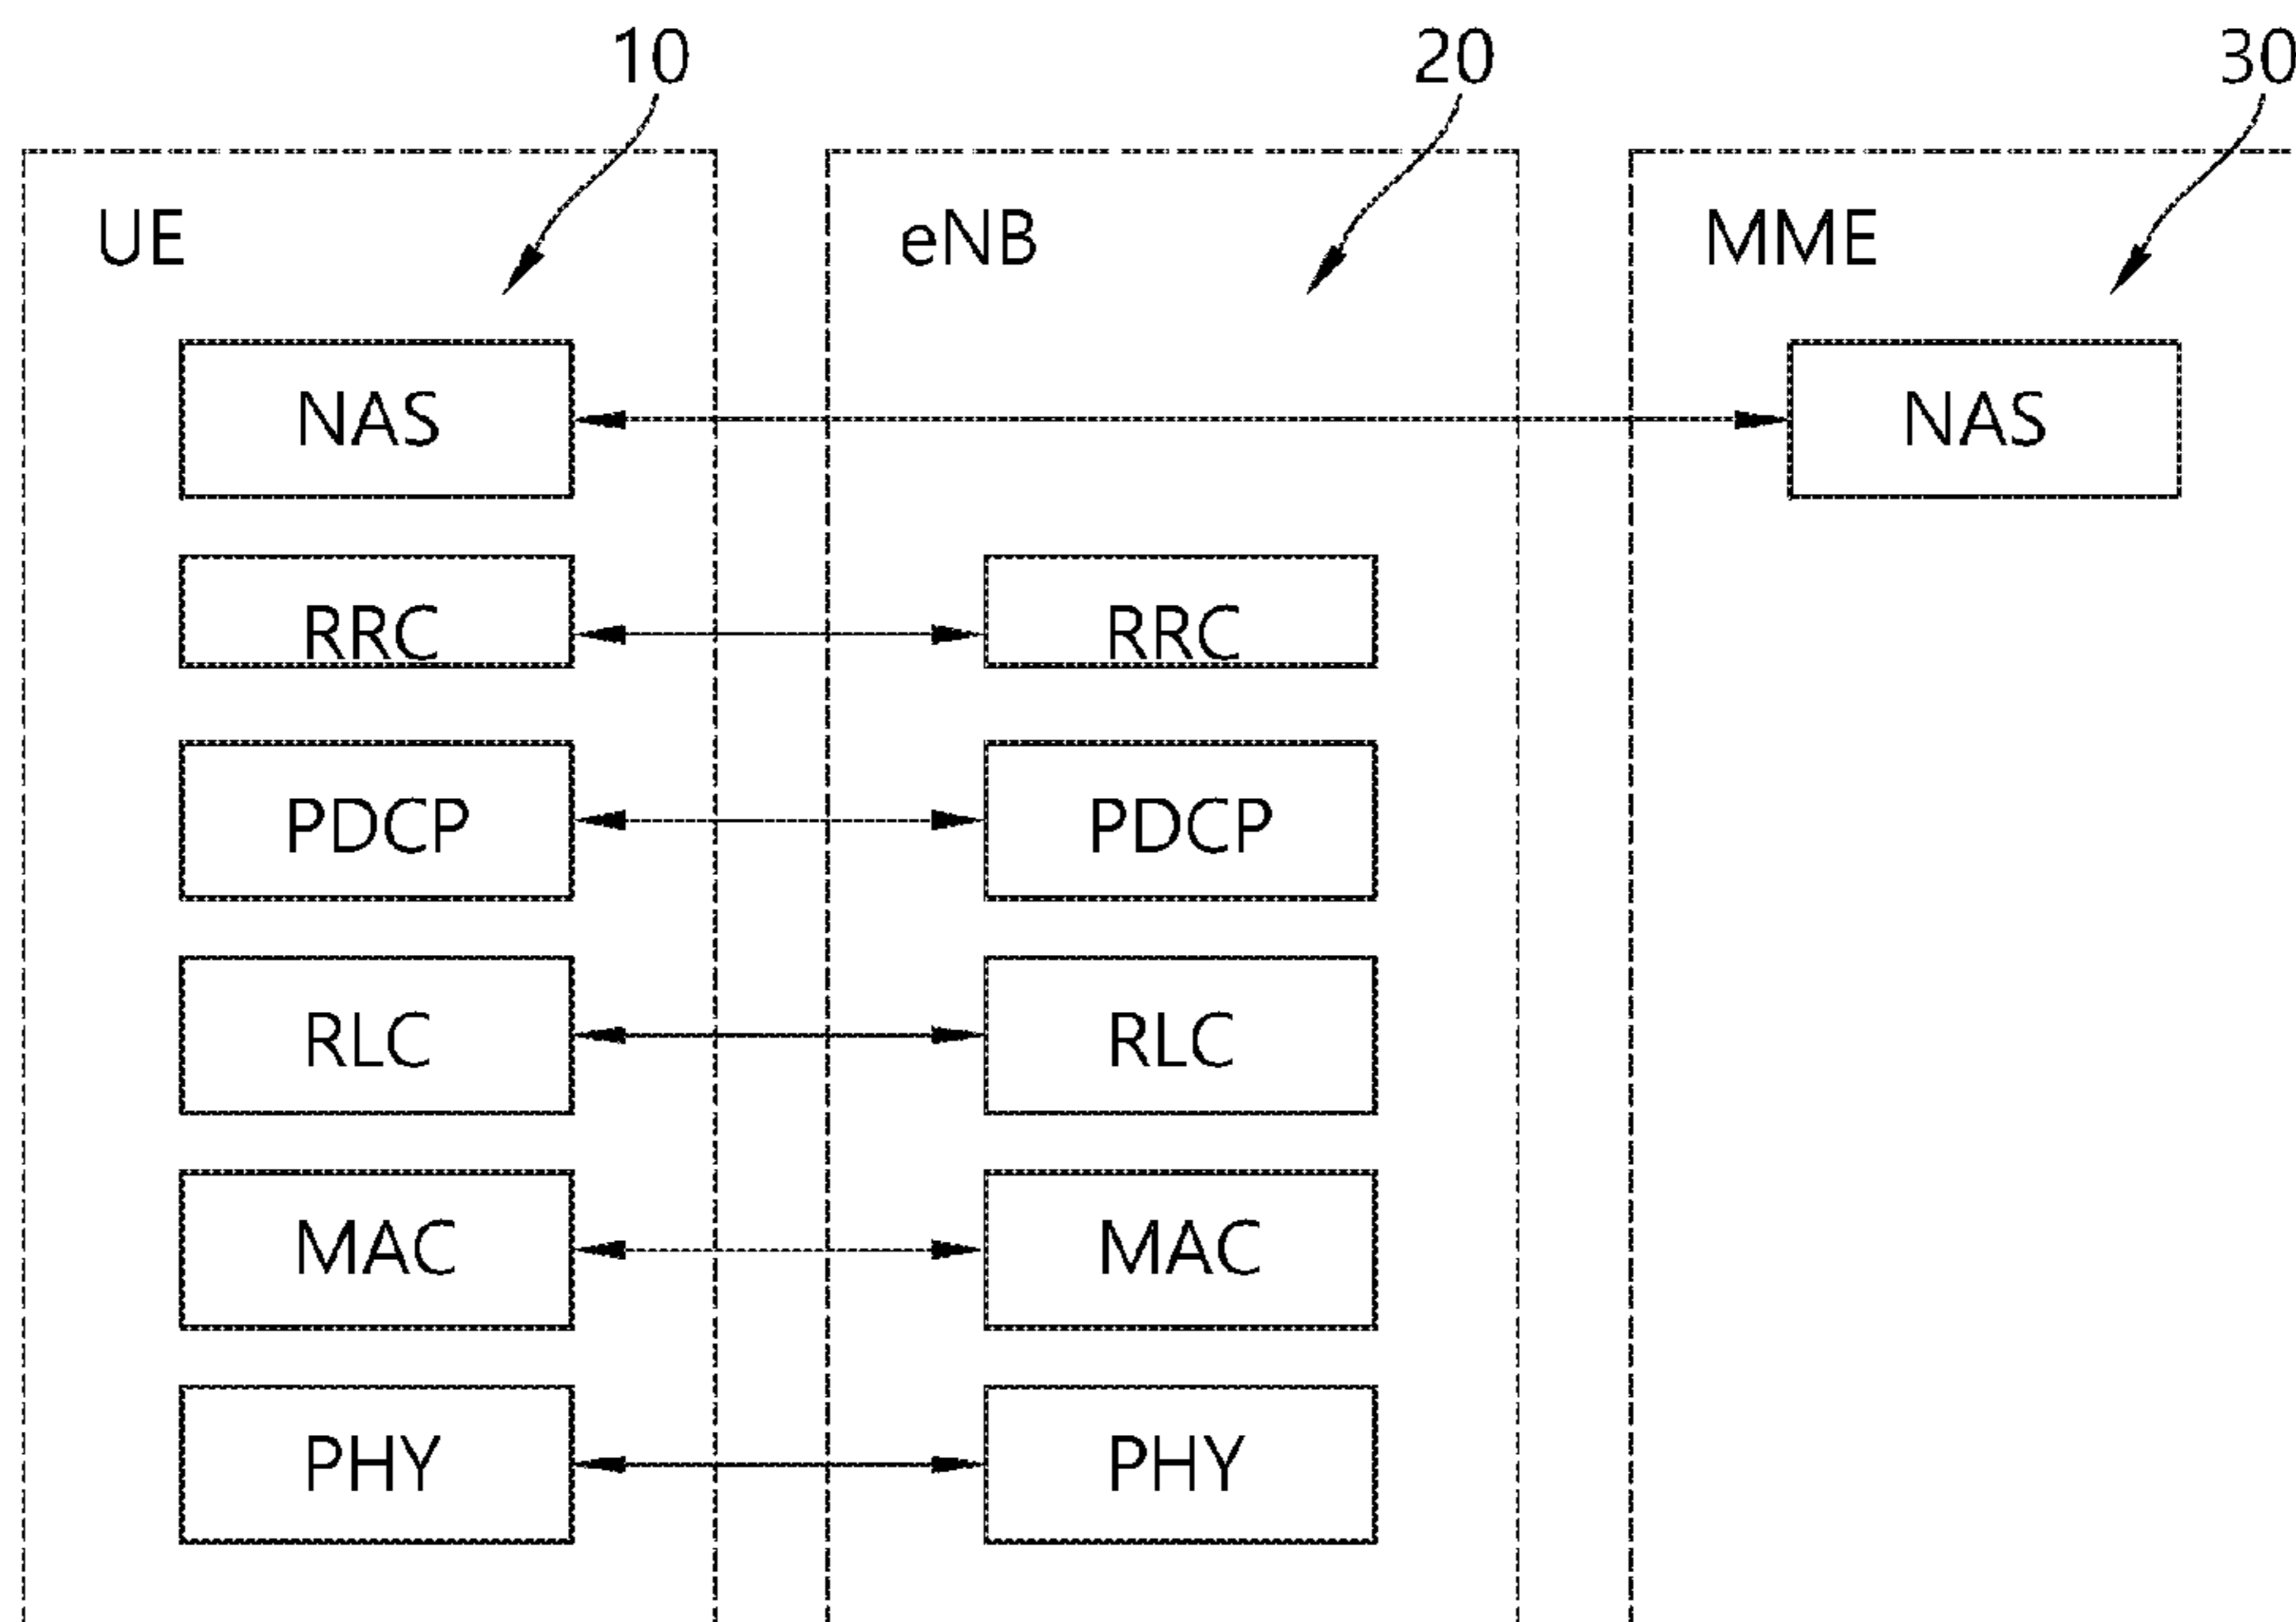 10 20 30
UE eNB MME
NAS NAS
RRC RRC
PDCP PDCP
RLC RLC
MAC MAC
PHY PHY